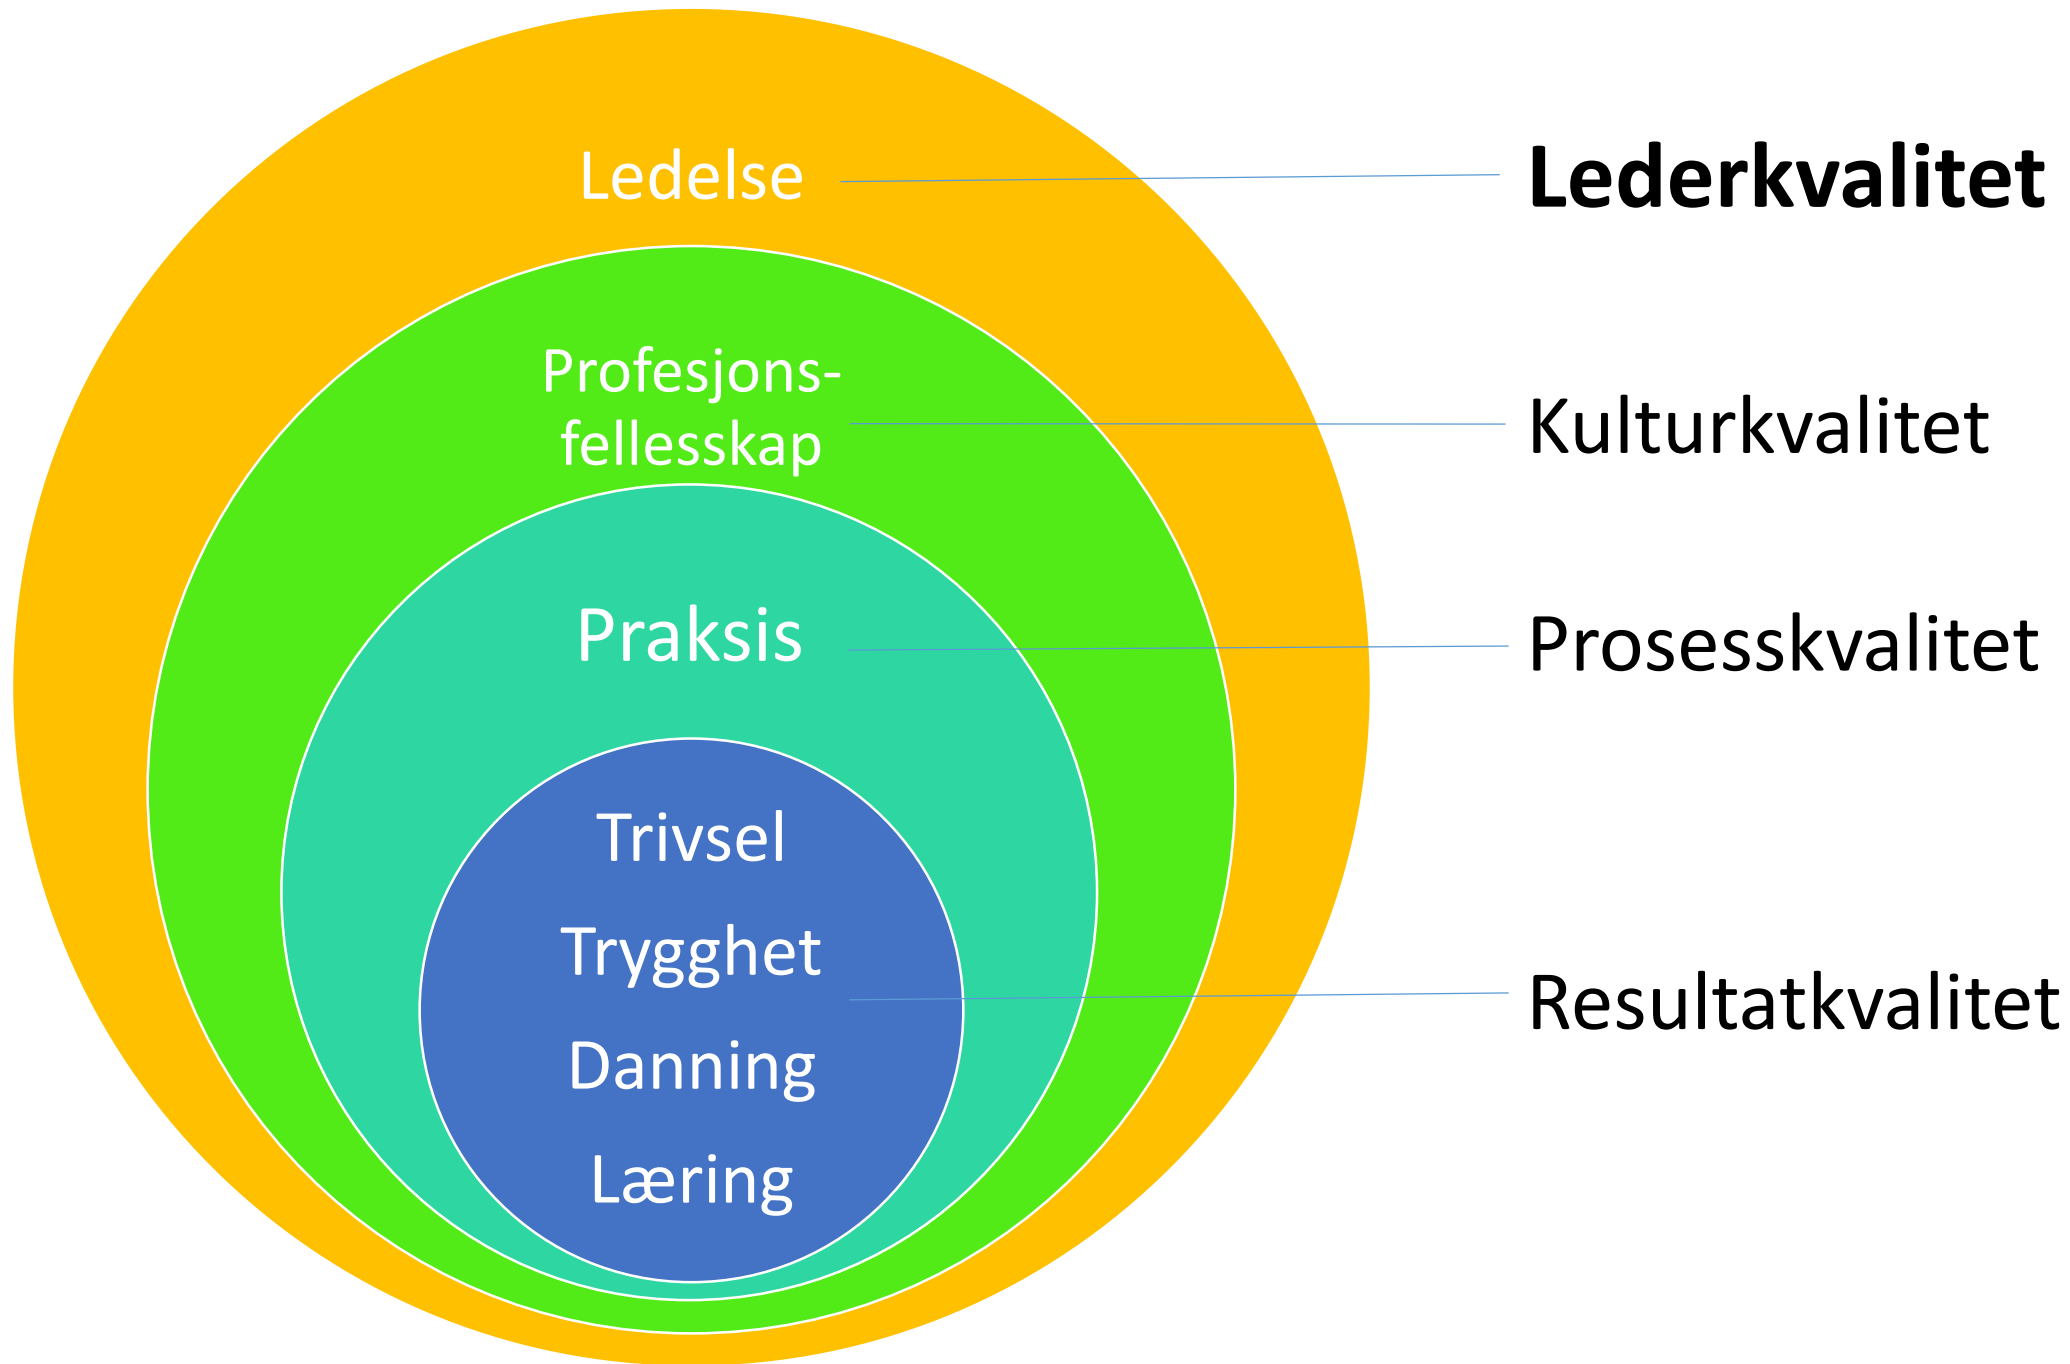 Ledelse
Lederkvalitet
Profesjons-
fellesskap
Kulturkvalitet
Praksis
Prosesskvalitet
Trivsel
Trygghet
Danning
Læring
Resultatkvalitet